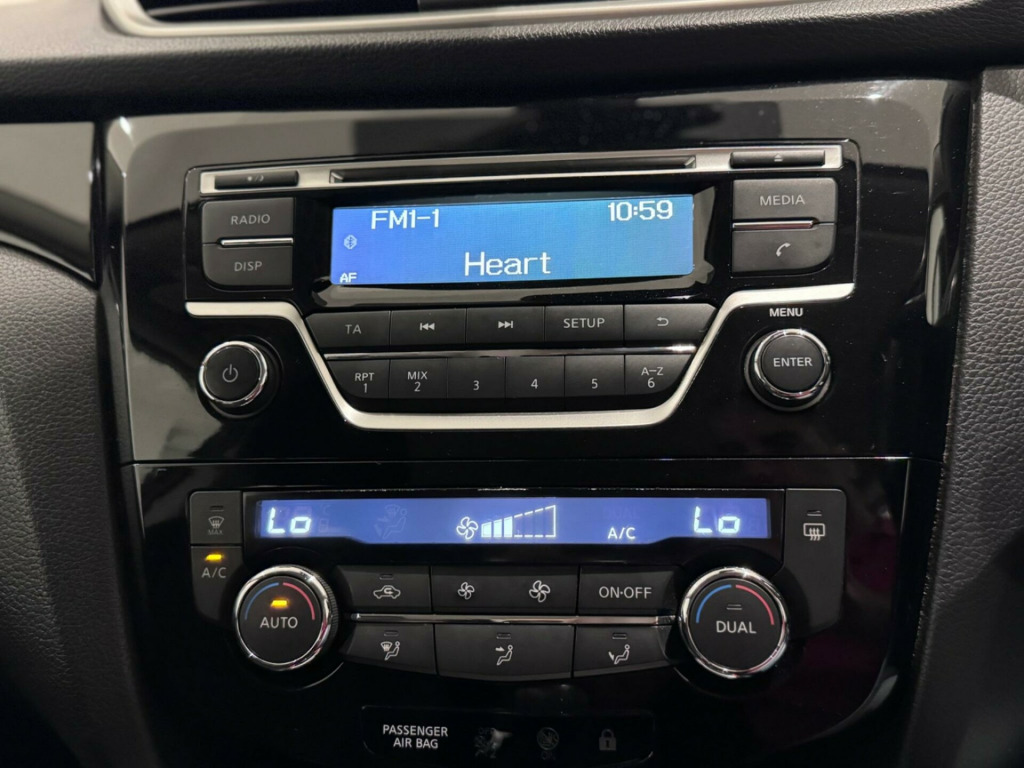 RADIO
DISP
FM1-1
10:59
AF
Heart
MEDIA
TA
SETUP
MENU
ENTER
RPT
1
MIX
2
3
4
5
A-Z
6
MAX
Lo
A/C
Lo
A/C
AUTO
ON·OFF
DUAL
PASSENGER
AIR BAG